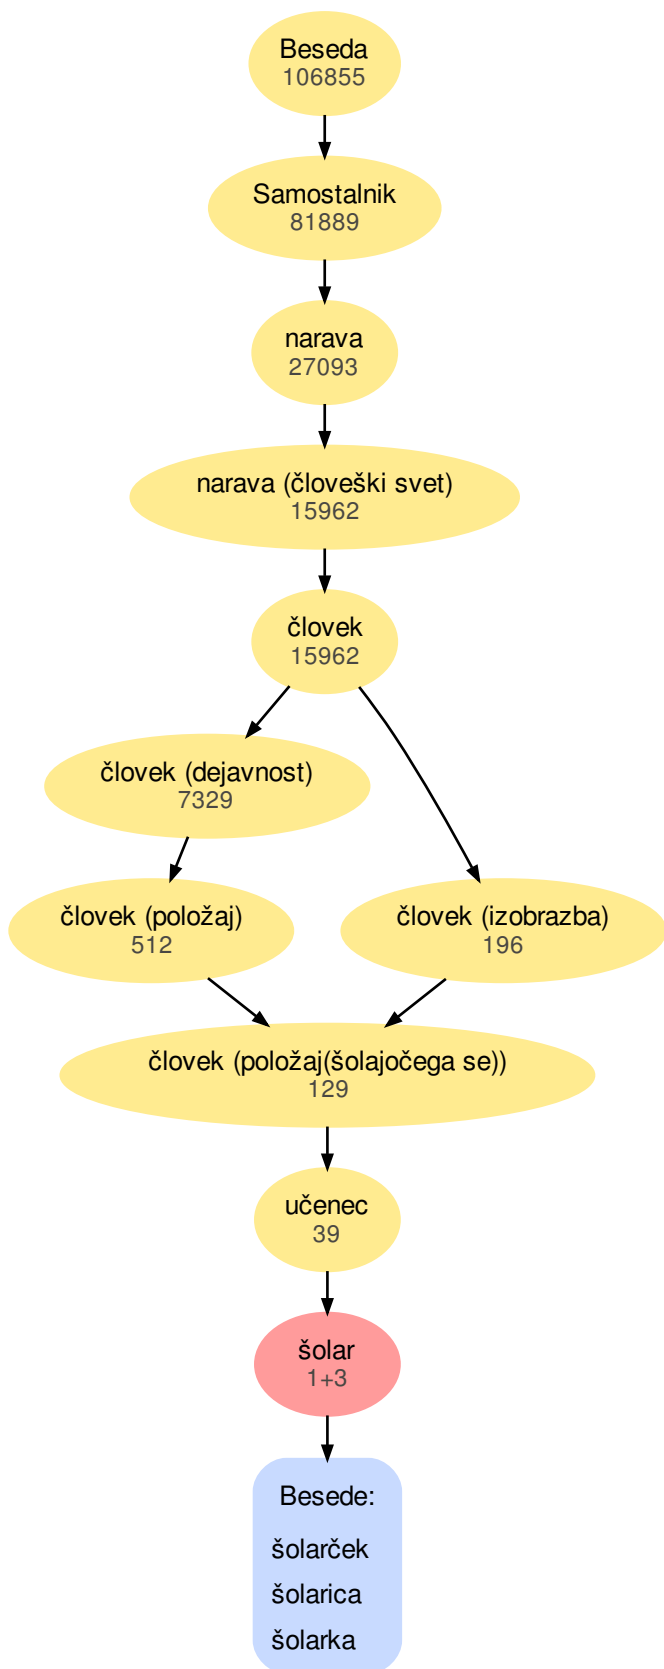 Beseda
106855
Samostalnik
81889
narava
27093
narava (človeški svet)
15962
človek
15962
človek (dejavnost)
7329
človek (položaj)
512
človek (izobrazba)
196
človek (položaj(šolajočega se))
129
učenec
39
šolar
1+3
Besede:
šolarček
šolarica
šolarka